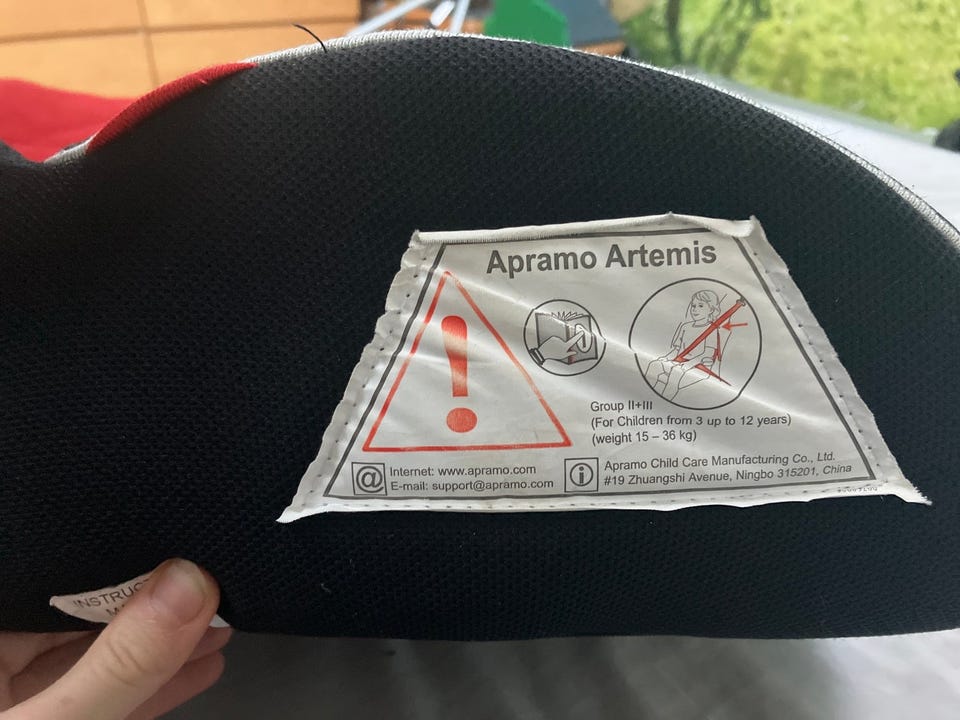 Apramo Artemis
Group II+III
(For Children from 3 up to 12 years)
(weight 15 – 36 kg)
@ Internet: www.apramo.com
E-mail: support@apramo.com
i Apramo Child Care Manufacturing Co., Ltd.
#19 Zhuangshi Avenue, Ningbo 315201, China